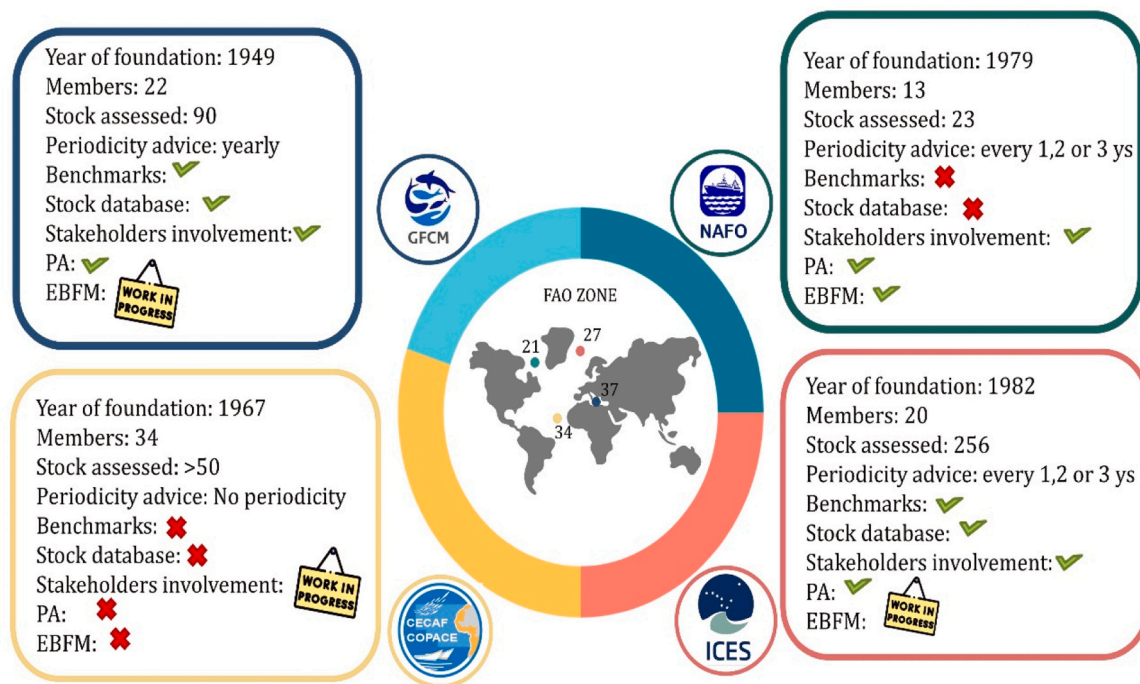 Year of foundation: 1949
Members: 22
Stock assessed: 90
Periodicity advice: yearly
Benchmarks:
Stock database:
Stakeholders involvement:
PA:
EBFM:
WORK IN
PROGRESS
GFCM
NAFO
Year of foundation: 1979
Members: 13
Stock assessed: 23
Periodicity advice: every 1,2 or 3 ys
Benchmarks:
Stock database:
Stakeholders involvement:
PA:
EBFM:
FAO ZONE
21
27
37
34
Year of foundation: 1967
Members: 34
Stock assessed: >50
Periodicity advice: No periodicity
Benchmarks:
Stock database:
Stakeholders involvement:
PA:
EBFM:
WORK IN
PROGRESS
CECAF
COPACE
ICES
Year of foundation: 1982
Members: 20
Stock assessed: 256
Periodicity advice: every 1,2 or 3 ys
Benchmarks:
Stock database:
Stakeholders involvement:
PA:
EBFM:
WORK IN
PROGRESS